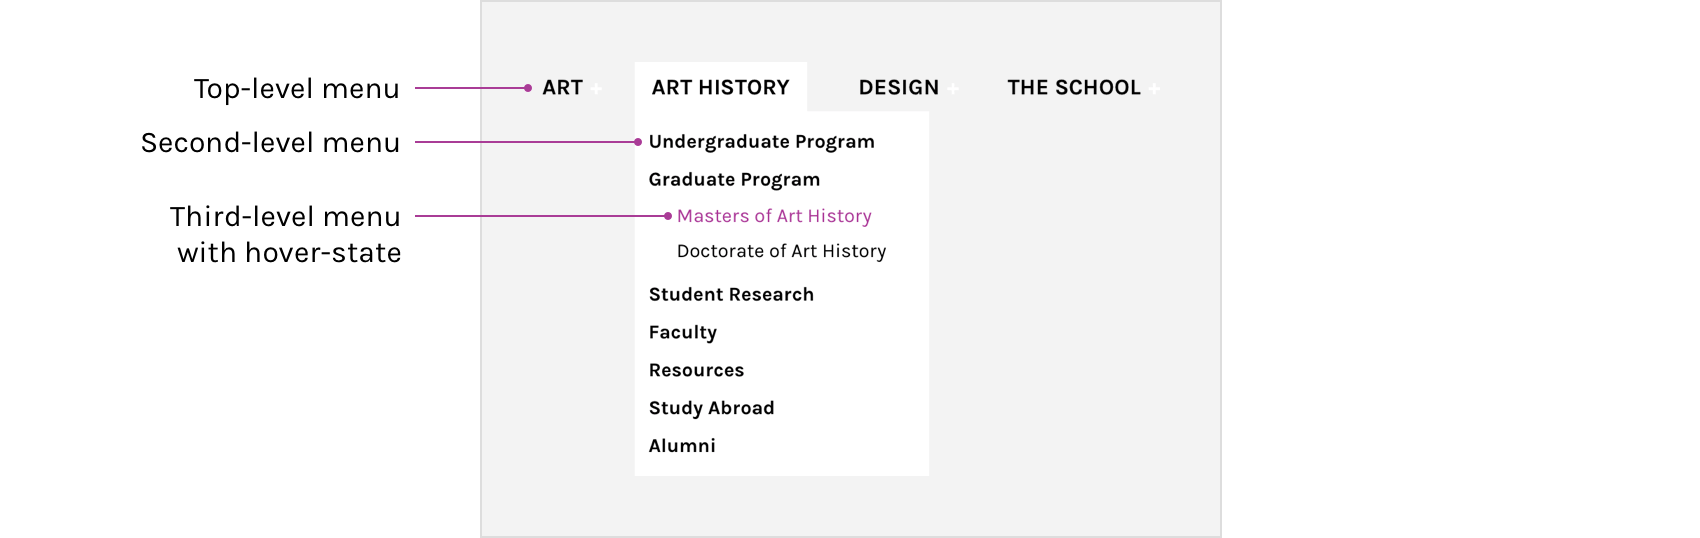 Top-level menu
ART + ART HISTORY DESIGN + THE SCHOOL +
Second-level menu
Undergraduate Program
Graduate Program
Third-level menu
with hover-state
Masters of Art History
Doctorate of Art History
Student Research
Faculty
Resources
Study Abroad
Alumni